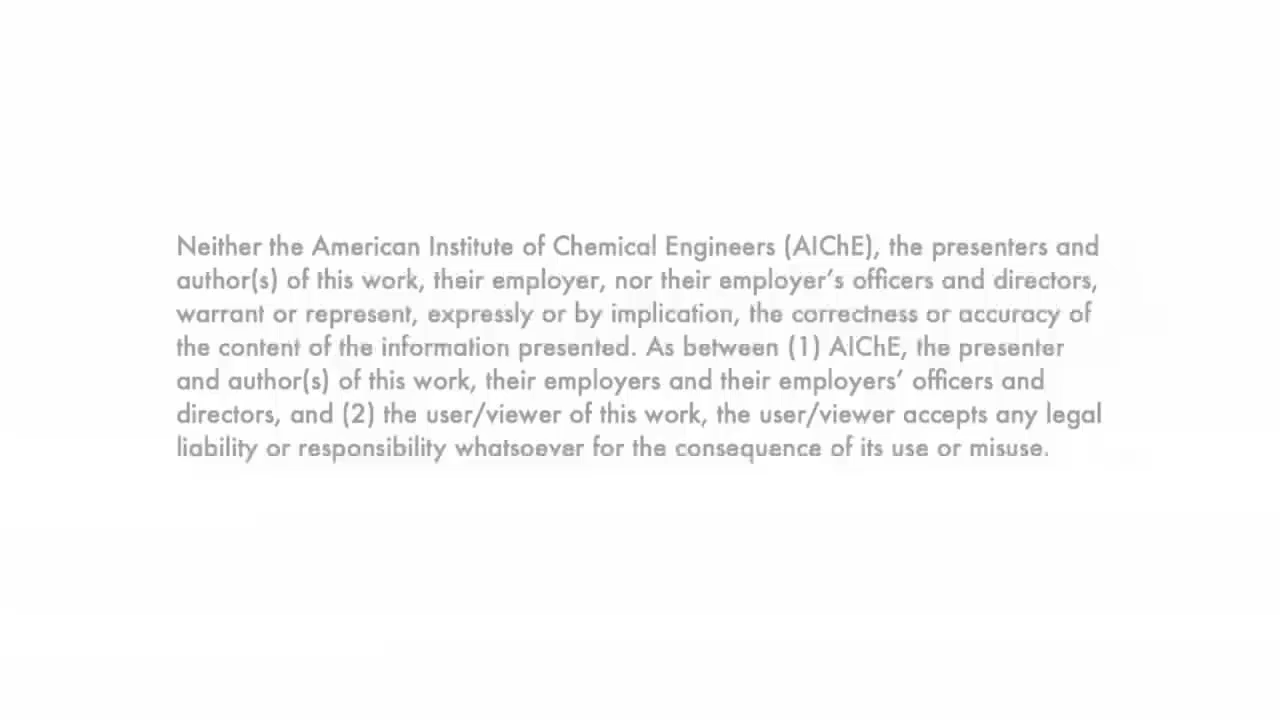 Neither the American Institute of Chemical Engineers (AIChE), the presenters and
author(s) of this work, their employer, nor their employer’s officers and directors,
warrant or represent, expressly or by implication, the correctness or accuracy of
the content of the information presented. As between (1) AIChE, the presenter
and author(s) of this work, their employers and their employers’ officers and
directors, and (2) the user/viewer of this work, the user/viewer accepts any legal
liability or responsibility whatsoever for the consequence of its use or misuse.